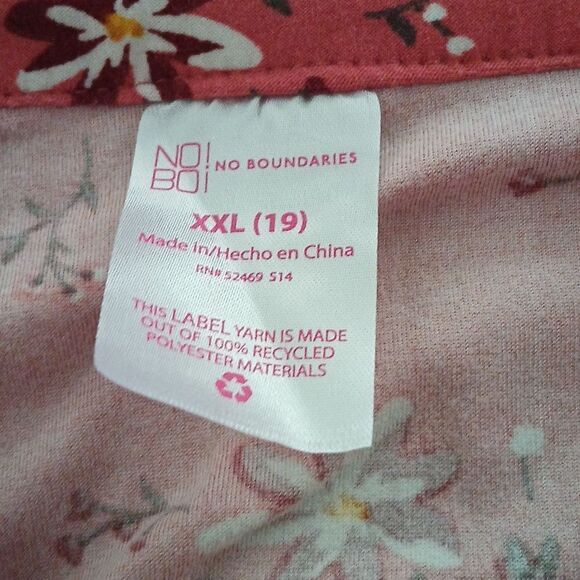 NO!
BO!
NO BOUNDARIES
XXL (19)
Made in/Hecho en China
RN# 52469 S14
THIS LABEL YARN IS MADE
OUT OF 100% RECYCLED
POLYESTER MATERIALS